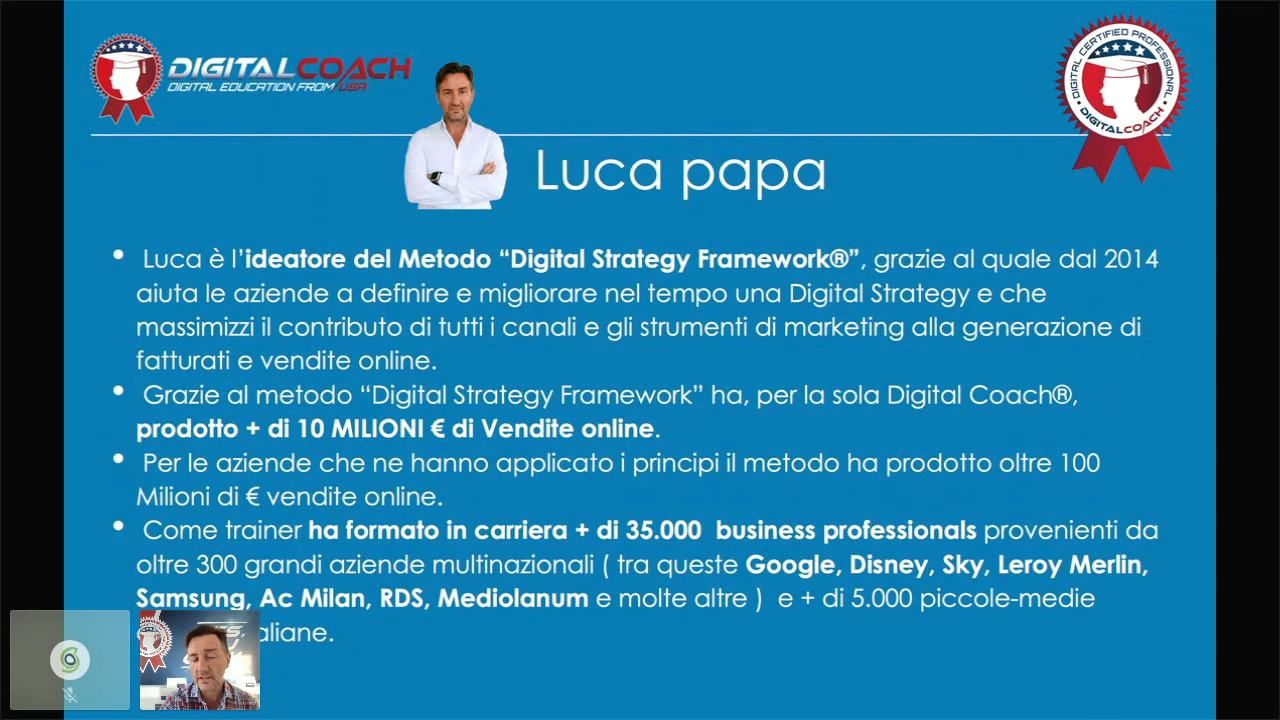 DIGITALCOACH
DIGITAL EDUCATION FROM USA
DIGITAL CERTIFIED PROFESSIONAL
DIGITALCOACH
Luca papa
• Luca è l’ideatore del Metodo “Digital Strategy Framework®”, grazie al quale dal 2014
aiuta le aziende a definire e migliorare nel tempo una Digital Strategy e che
massimizzi il contributo di tutti i canali e gli strumenti di marketing alla generazione di
fatturati e vendite online.
• Grazie al metodo “Digital Strategy Framework” ha, per la sola Digital Coach®,
prodotto + di 10 MILIONI € di Vendite online.
• Per le aziende che ne hanno applicato i principi il metodo ha prodotto oltre 100
Milioni di € vendite online.
• Come trainer ha formato in carriera + di 35.000 business professionals provenienti da
oltre 300 grandi aziende multinazionali ( tra queste Google, Disney, Sky, Leroy Merlin,
Samsung, Ac Milan, RDS, Mediolanum e molte altre ) e + di 5.000 piccole-medie
aliane.